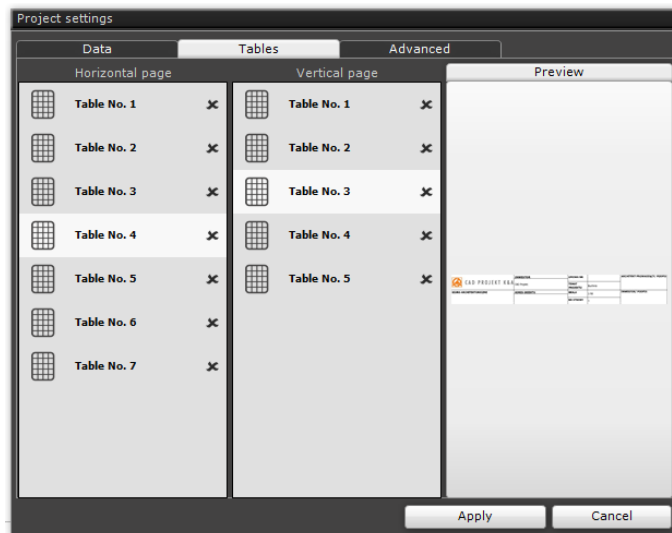 Project settings
Data
Tables
Advanced
Horizontal page
Vertical page
Preview
Table No. 1
Table No. 2
Table No. 3
Table No. 4
Table No. 5
Table No. 6
Table No. 7
Table No. 1
Table No. 2
Table No. 3
Table No. 4
Table No. 5
CAD PROJEKT K&A
Apply
Cancel